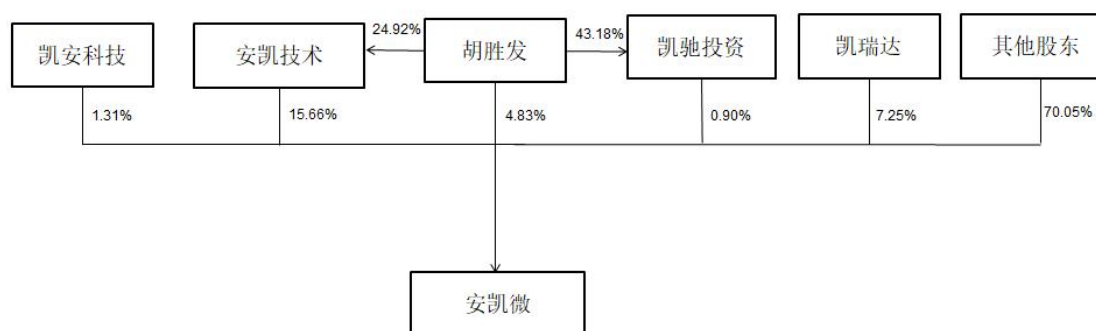 24.92%
43.18%
凯安科技
安凯技术
胡胜发
凯驰投资
凯瑞达
其他股东
1.31%
15.66%
4.83%
0.90%
7.25%
70.05%
安凯微